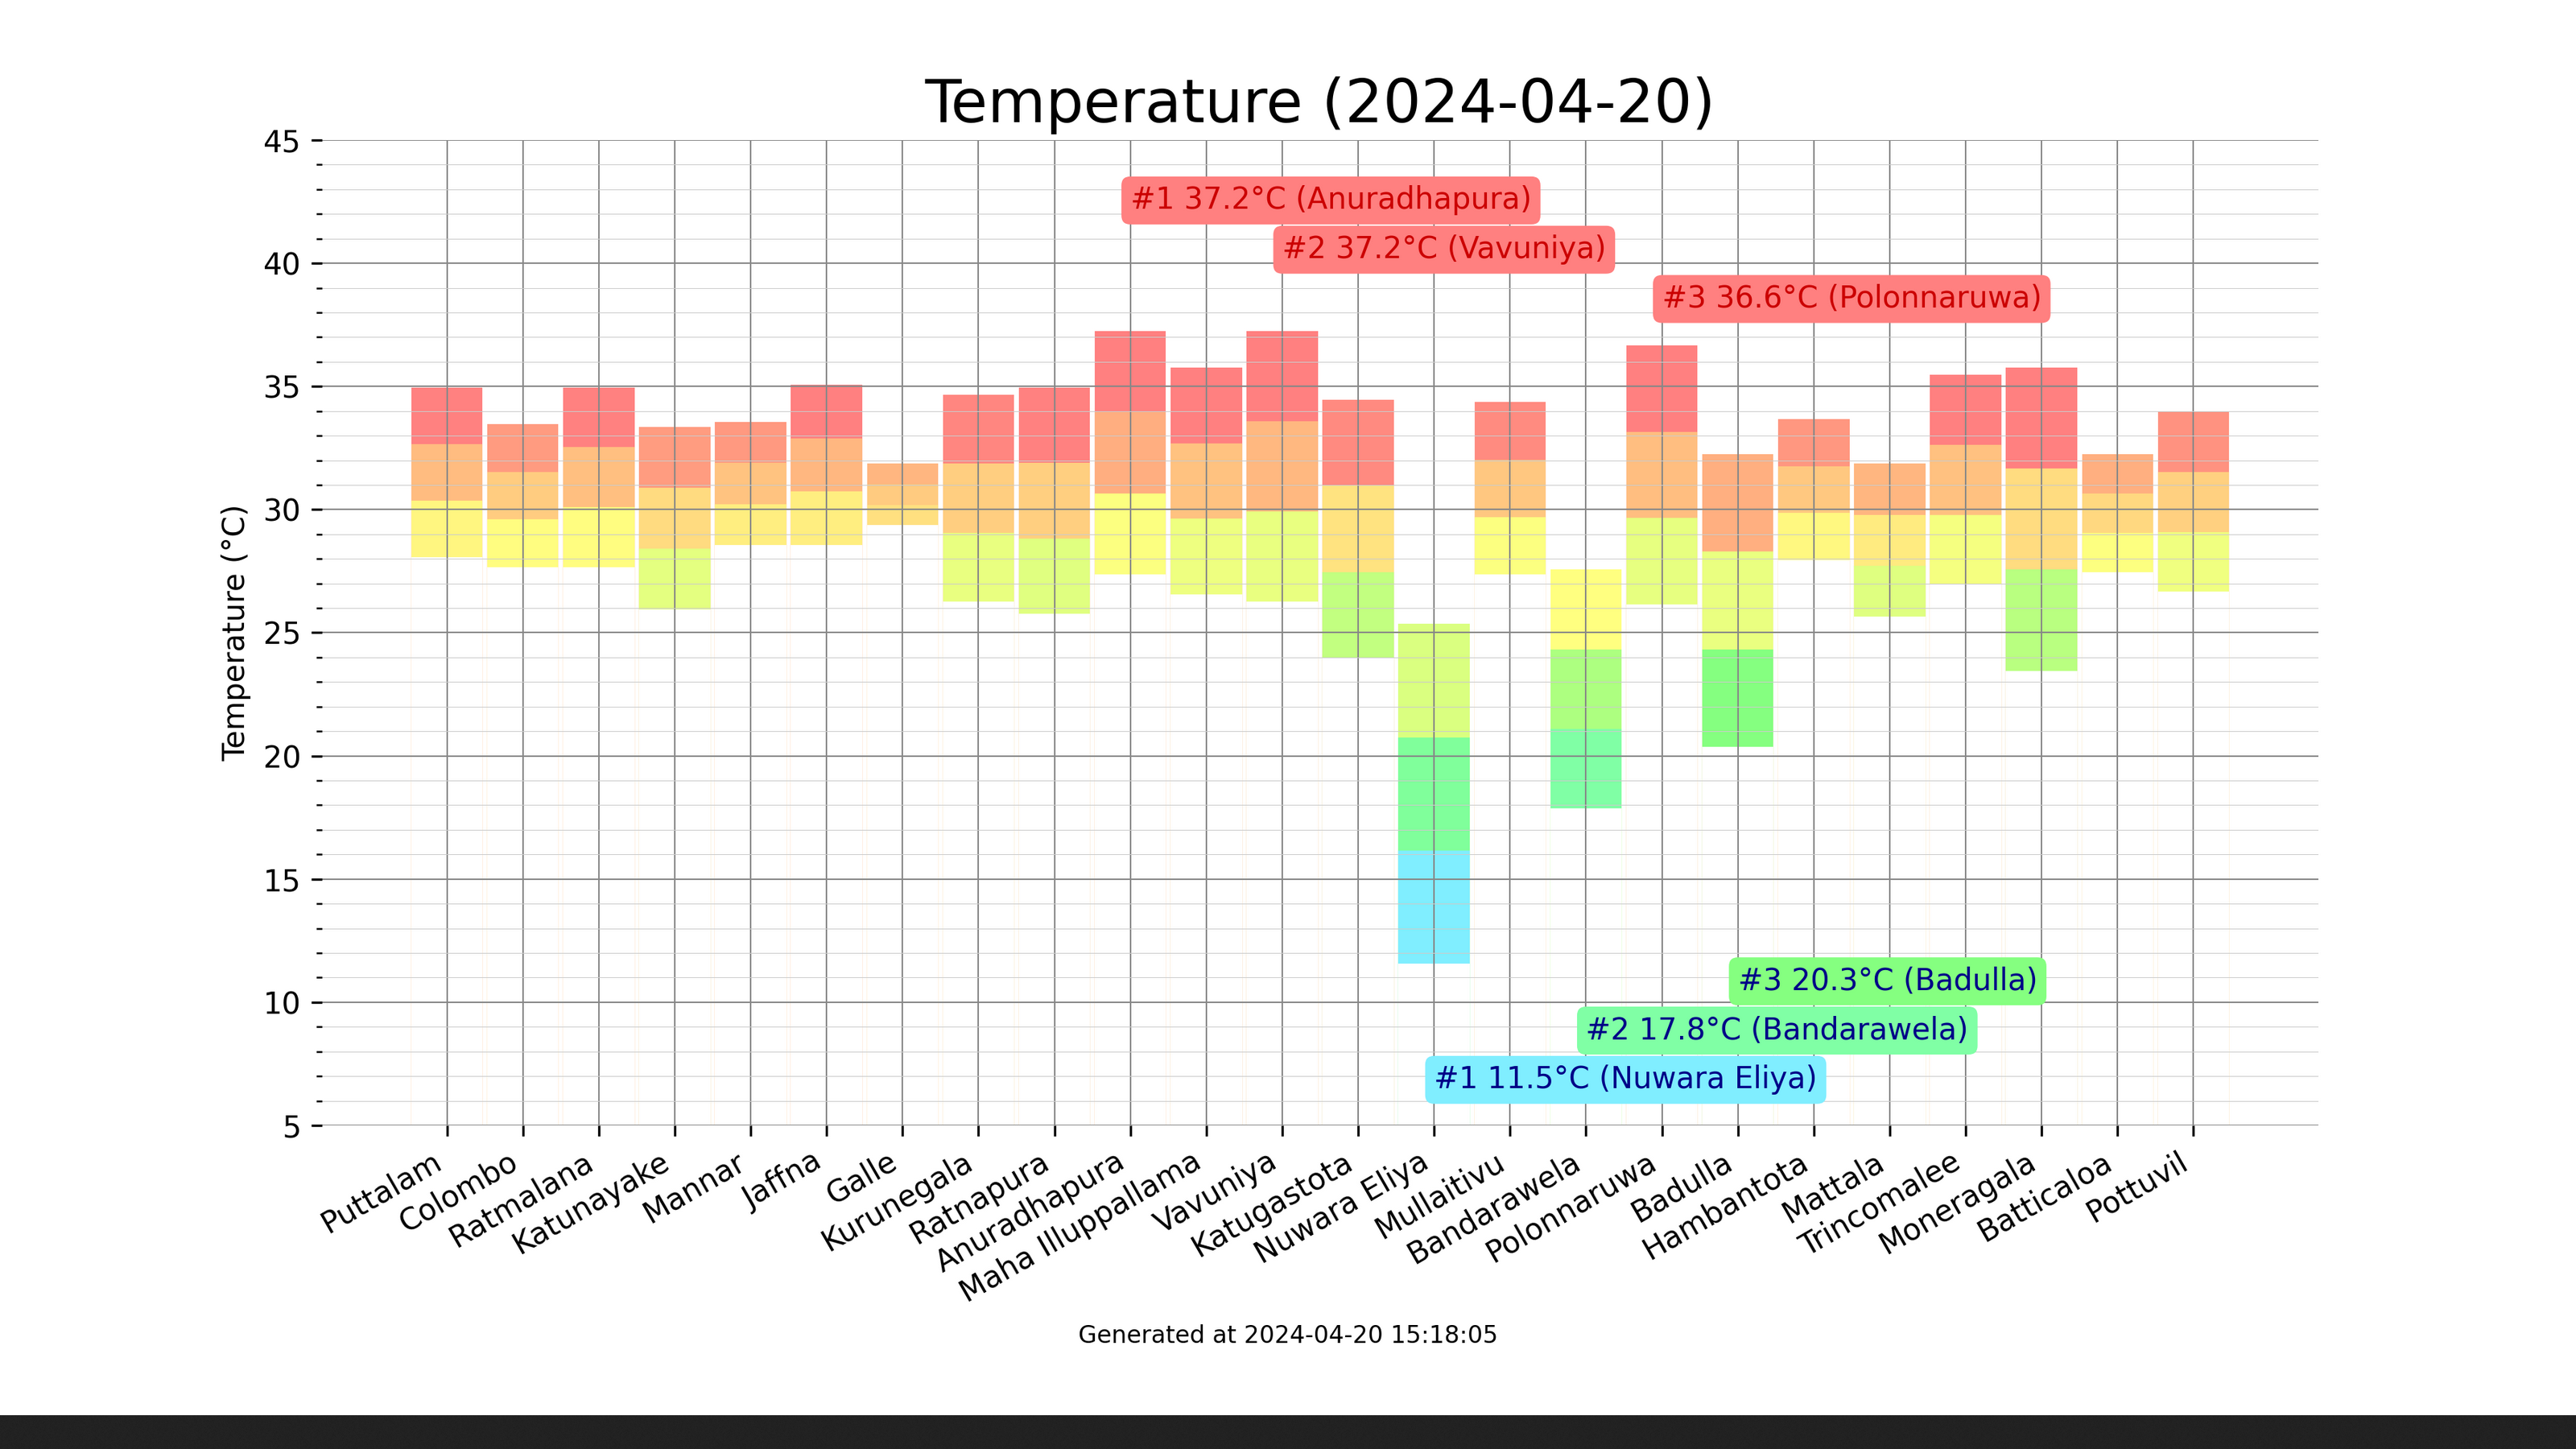 Temperature (2024-04-20)
45
40
35
30
25
20
15
10
5
Temperature (°C)
#1 37.2°C (Anuradhapura)
#2 37.2°C (Vavuniya)
#3 36.6°C (Polonnaruwa)
#3 20.3°C (Badulla)
#2 17.8°C (Bandarawela)
#1 11.5°C (Nuwara Eliya)
Puttalam
Colombo
Ratmalana
Katunayake
Mannar
Jaffna
Galle
Kurunegala
Ratnapura
Anuradhapura
Maha Illuppallama
Vavuniya
Katugastota
Nuwara Eliya
Mullaitivu
Bandarawela
Polonnaruwa
Badulla
Hambantota
Mattala
Trincomalee
Moneragala
Batticaloa
Pottuvil
Generated at 2024-04-20 15:18:05